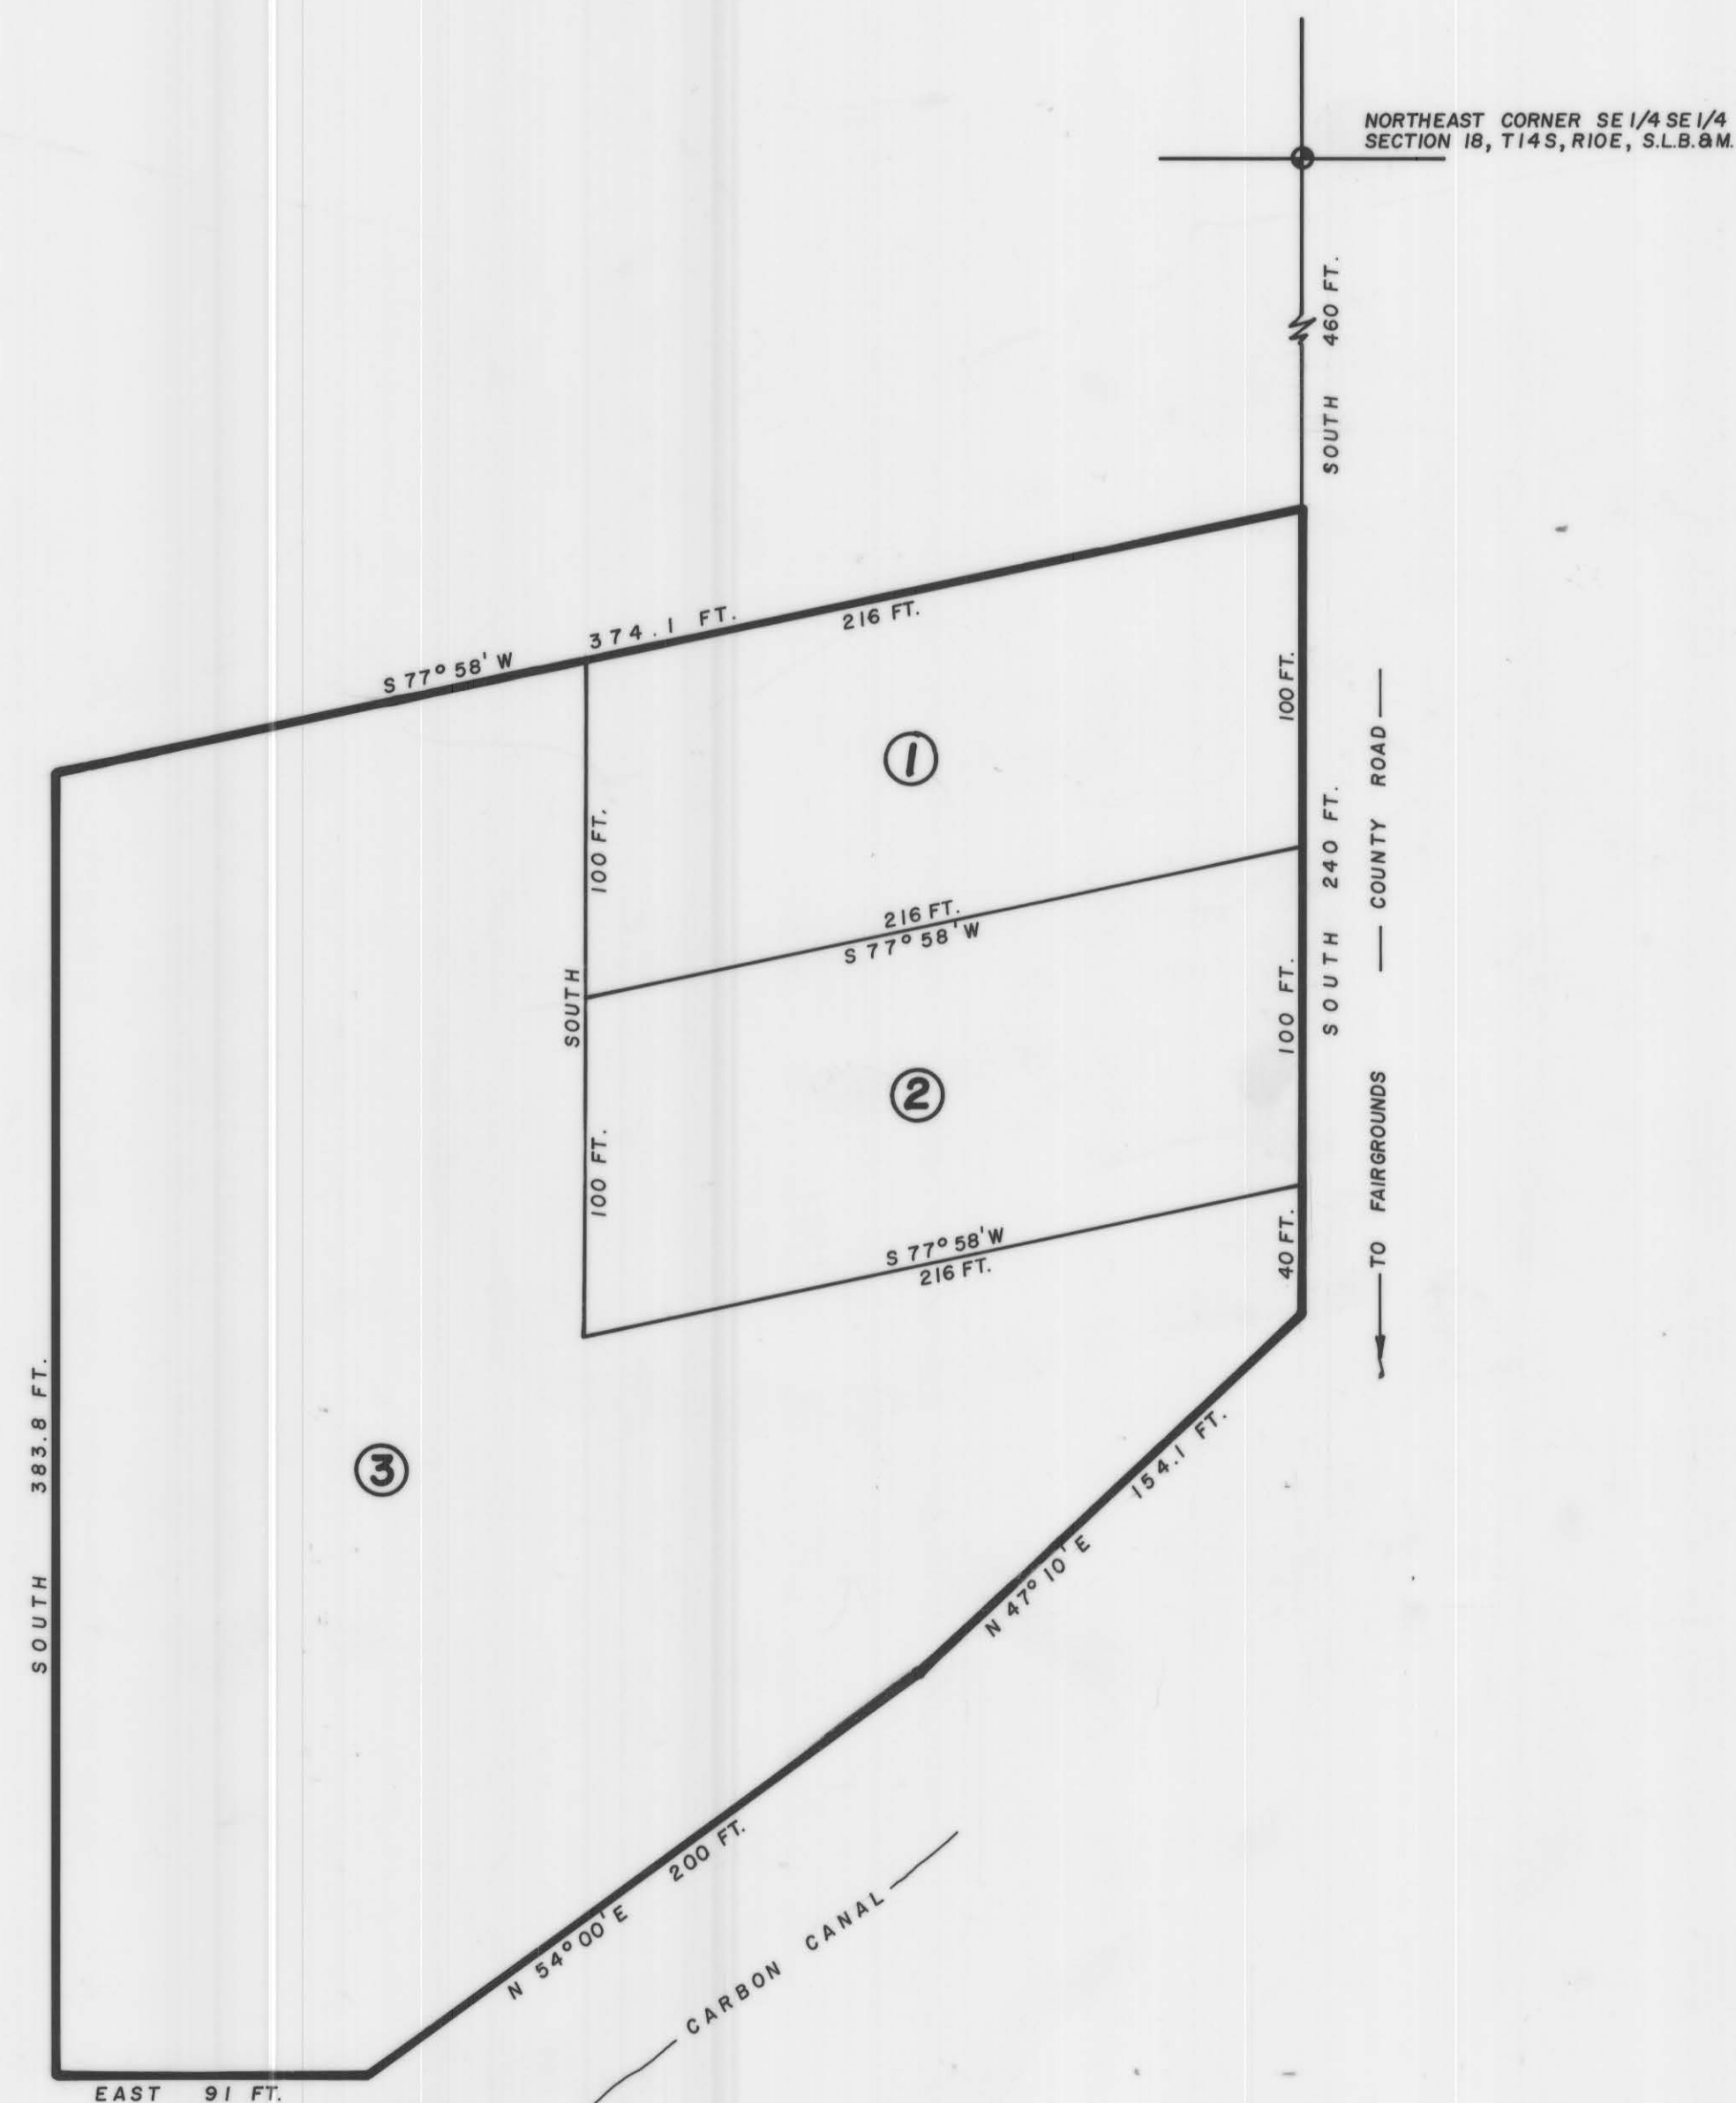 NORTHEAST CORNER SE 1/4 SE 1/4
SECTION 18, T14S, R10E, S.L.B.&M.
SOUTH 460 FT.
S 77° 58' W 374.1 FT.
216 FT.
100 FT.
1
100 FT.
216 FT.
S 77° 58' W
SOUTH
SOUTH 240 FT.
COUNTY ROAD
TO FAIRGROUNDS
100 FT.
2
100 FT.
S 77° 58' W
216 FT.
40 FT.
SOUTH 383.8 FT.
3
N 47° 10' E 154.1 FT.
N 54° 00' E 200 FT.
CARBON CANAL
EAST 91 FT.